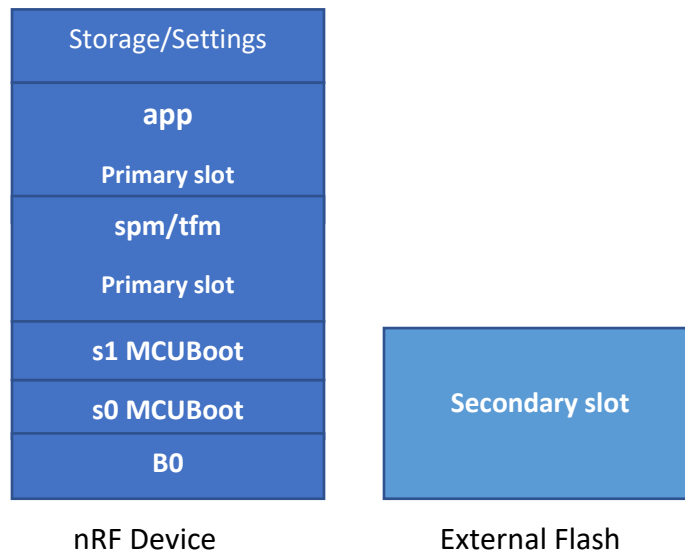 Storage/Settings
app
Primary slot
spm/tfm
Primary slot
s1 MCUBoot
s0 MCUBoot
B0
nRF Device
Secondary slot
External Flash